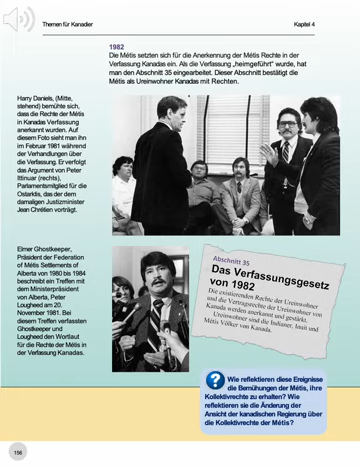 Themen für Kanadier
Kapitel 4
1982
Die Métis setzten sich für die Anerkennung der Métis Rechte in der
Verfassung Kanadas ein. Als die Verfassung „heimgeführt" wurde, hat
man den Abschnitt 35 eingearbeitet. Dieser Abschnitt bestätigt die
Métis als Ureinwohner Kanadas mit Rechten.
Harry Daniels, (Mitte,
stehend) bemühte sich,
dass die Rechte der Métis
in Kanadas Verfassung
anerkannt wurden. Auf
diesem Foto sieht man ihn
im Februar 1981 während
der Verhandlungen über
die Verfassung. Er verfolgt
das Argument von Peter
Ittinuar (rechts),
Parlamentsmitglied für die
Ostarktis, das der dem
damaligen Justizminister
Jean Chrétien vorträgt.
Elmer Ghostkeeper,
Präsident der Federation
of Métis Settlements of
Alberta von 1980 bis 1984
beschreibt ein Treffen mit
dem Ministerpräsident
von Alberta, Peter
Lougheed am 20.
November 1981. Bei
diesem Treffen verfassten
Ghostkeeper und
Lougheed den Wortlaut
für die Rechte der Métis in
der Verfassung Kanadas.
Abschnitt 35
Das Verfassungsgesetz
von 1982
Die existierenden Rechte der Ureinwohner
und die Vertragsrechte der Ureinwohner von
Kanada werden anerkannt und gestärkt.
Ureinwohner sind die Indianer, Inuit und
Métis Völker von Kanada.
?
Wie reflektieren diese Ereignisse
die Bemühungen der Métis, ihre
Kollektivrechte zu erhalten? Wie
reflektieren sie die Änderung der
Ansicht der kanadischen Regierung über
die Kollektivrechte der Métis?
156